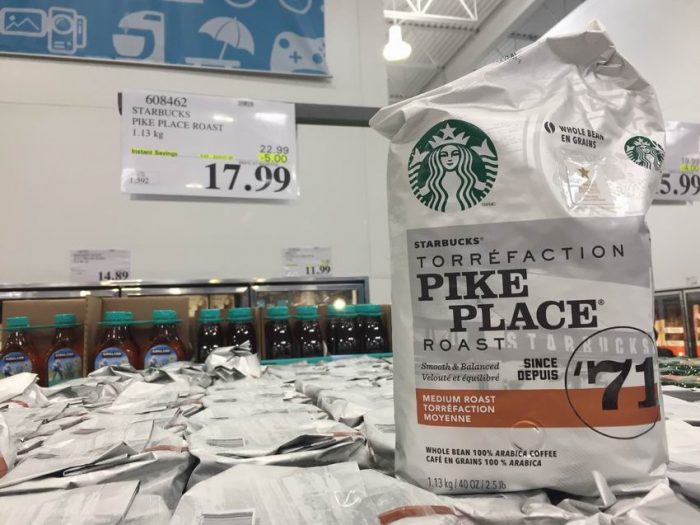 608462
STARBUCKS
PIKE PLACE ROAST
1.13 kg
22.99
Instant Savings
-5.00
17.99
14.89
11.99
5.99
WHOLE BEAN
EN GRAINS
STARBUCKS®
TORRÉFACTION
PIKE
PLACE®
ROAST
STARBUCKS
Smooth & Balanced
Velouté et équilibré
SINCE
DEPUIS
'71
MEDIUM ROAST
TORRÉFACTION
MOYENNE
WHOLE BEAN 100% ARABICA COFFEE
CAFÉ EN GRAINS 100 % ARABICA
1.13 kg / 40 OZ / 2.5 lb